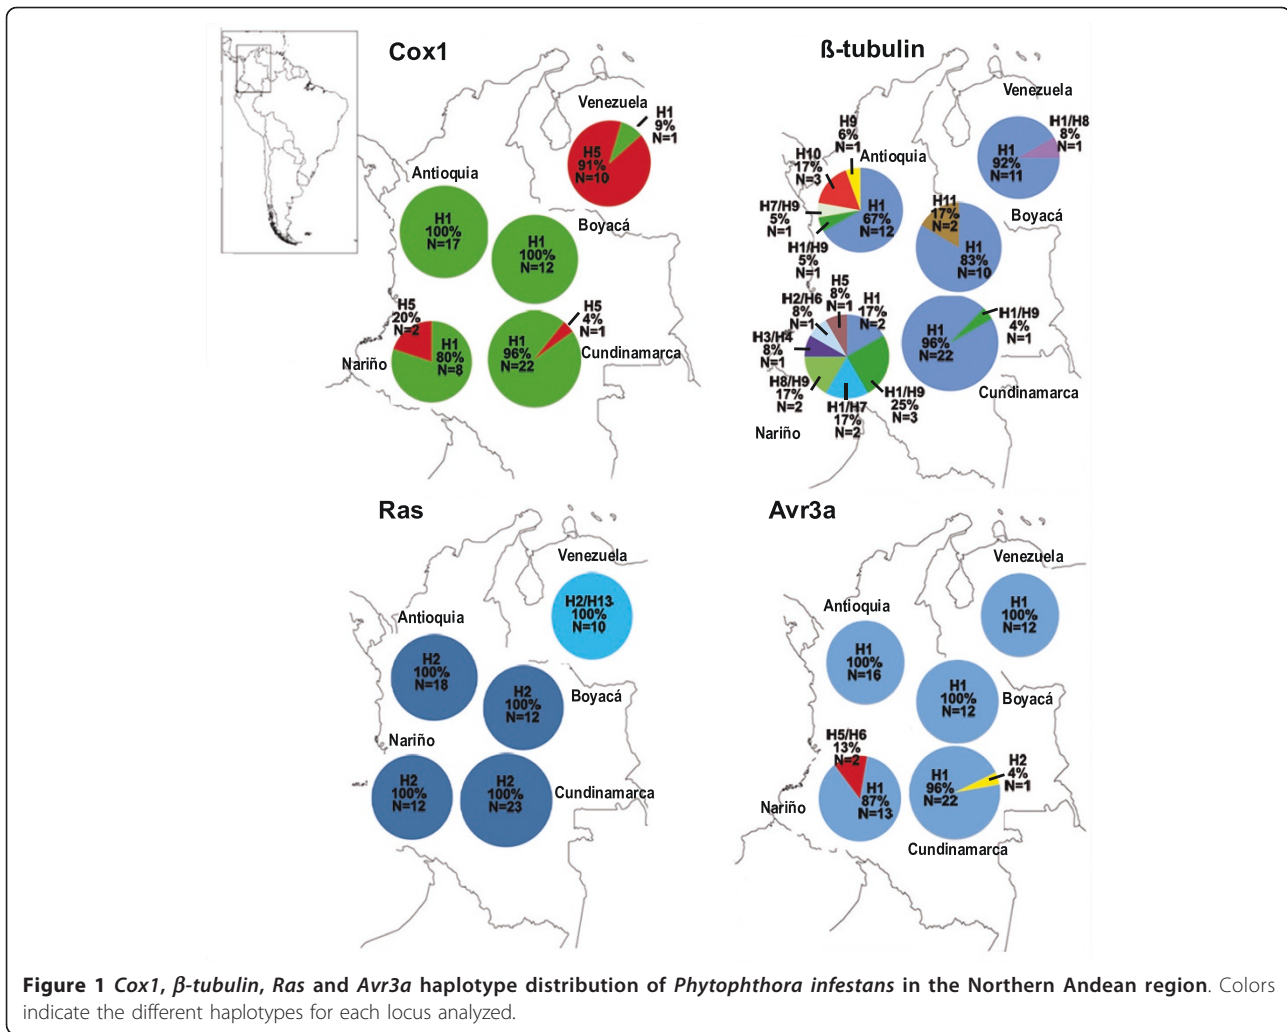 Cox1
Venezuela
H1
9%
N=1
H5
91%
N=10
Antioquia
H1
100%
N=17
Boyacá
H1
100%
N=12
H5
20%
N=2
H1
80%
N=8
Nariño
H5
4%
N=1
H1
96%
N=22
Cundinamarca
ß-tubulin
Venezuela
H1/H8
8%
N=1
H1
92%
N=11
H9
6%
N=1
Antioquia
H10
17%
N=3
H7/H9
5%
N=1
H1/H9
5%
N=1
H1
67%
N=12
Boyacá
H11
17%
N=2
H1
83%
N=10
H5
8%
N=1
H1
17%
N=2
H2/H6
8%
N=1
H3/H4
8%
N=1
H8/H9
17%
N=2
H1/H7
17%
N=2
H1/H9
25%
N=3
Nariño
H1/H9
4%
N=1
H1
96%
N=22
Cundinamarca
Ras
Venezuela
H2/H13
100%
N=10
Antioquia
H2
100%
N=18
H2
100%
N=12
Boyacá
Nariño
H2
100%
N=12
H2
100%
N=23
Cundinamarca
Avr3a
Venezuela
H1
100%
N=12
Antioquia
H1
100%
N=16
H1
100%
N=12
Boyacá
H5/H6
13%
N=2
H1
87%
N=13
Nariño
H2
4%
N=1
H1
96%
N=22
Cundinamarca
Figure 1 Cox1, β-tubulin, Ras and Avr3a haplotype distribution of Phytophthora infestans in the Northern Andean region. Colors
indicate the different haplotypes for each locus analyzed.